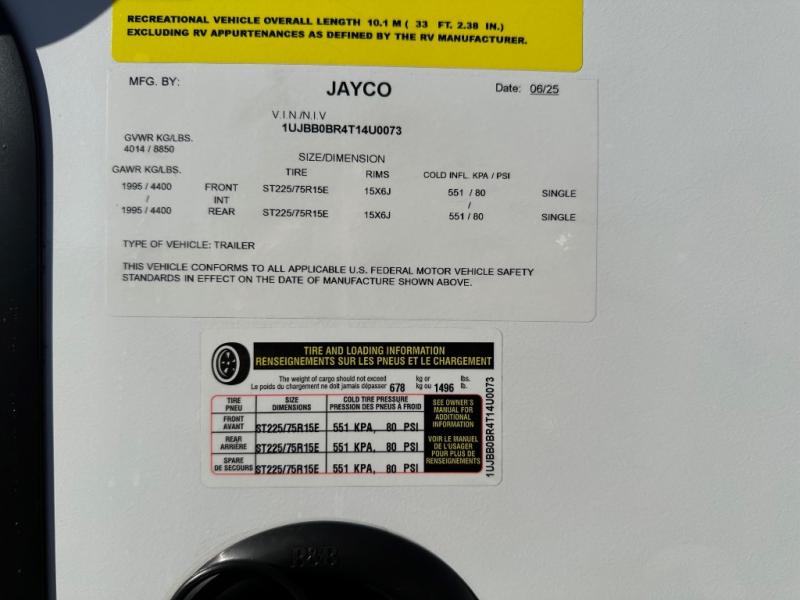 RECREATIONAL VEHICLE OVERALL LENGTH 10.1 M ( 33 FT. 2.38 IN.)
EXCLUDING RV APPURTENANCES AS DEFINED BY THE RV MANUFACTURER.
MFG. BY: JAYCO Date: 06/25
V.I.N./N.I.V
1UJBB0BR4T14U0073
GVWR KG/LBS.
4014 / 8850
SIZE/DIMENSION
GAWR KG/LBS. TIRE RIMS COLD INFL. KPA / PSI
1995 / 4400 FRONT ST225/75R15E 15X6J 551 / 80 SINGLE
/ INT /
1995 / 4400 REAR ST225/75R15E 15X6J 551 / 80 SINGLE
TYPE OF VEHICLE: TRAILER
THIS VEHICLE CONFORMS TO ALL APPLICABLE U.S. FEDERAL MOTOR VEHICLE SAFETY
STANDARDS IN EFFECT ON THE DATE OF MANUFACTURE SHOWN ABOVE.
TIRE AND LOADING INFORMATION
RENSEIGNEMENTS SUR LES PNEUS ET LE CHARGEMENT
The weight of cargo should not exceed 678 kg or 1496 lbs.
Le poids du chargement ne doit jamais dépasser kg ou lb.
TIRE SIZE COLD TIRE PRESSURE
PNEU DIMENSIONS PRESSION DES PNEUS À FROID
FRONT
AVANT ST225/75R15E 551 KPA, 80 PSI
REAR
ARRIÈRE ST225/75R15E 551 KPA, 80 PSI
SPARE
DE SECOURS ST225/75R15E 551 KPA, 80 PSI
SEE OWNER'S
MANUAL FOR
ADDITIONAL
INFORMATION
VOIR LE MANUEL
DE L'USAGER
POUR PLUS DE
RENSEIGNEMENTS
1UJBB0BR4T14U0073